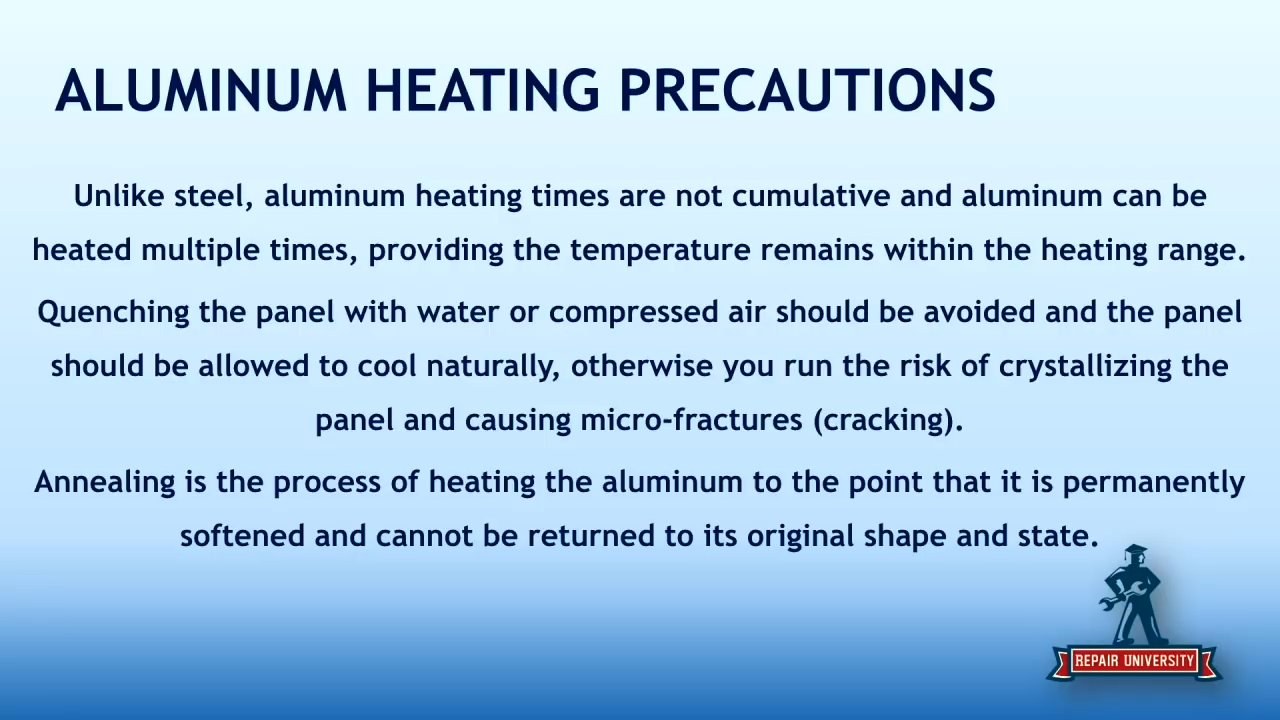 ALUMINUM HEATING PRECAUTIONS
Unlike steel, aluminum heating times are not cumulative and aluminum can be
heated multiple times, providing the temperature remains within the heating range.
Quenching the panel with water or compressed air should be avoided and the panel
should be allowed to cool naturally, otherwise you run the risk of crystallizing the
panel and causing micro-fractures (cracking).
Annealing is the process of heating the aluminum to the point that it is permanently
softened and cannot be returned to its original shape and state.
REPAIR UNIVERSITY